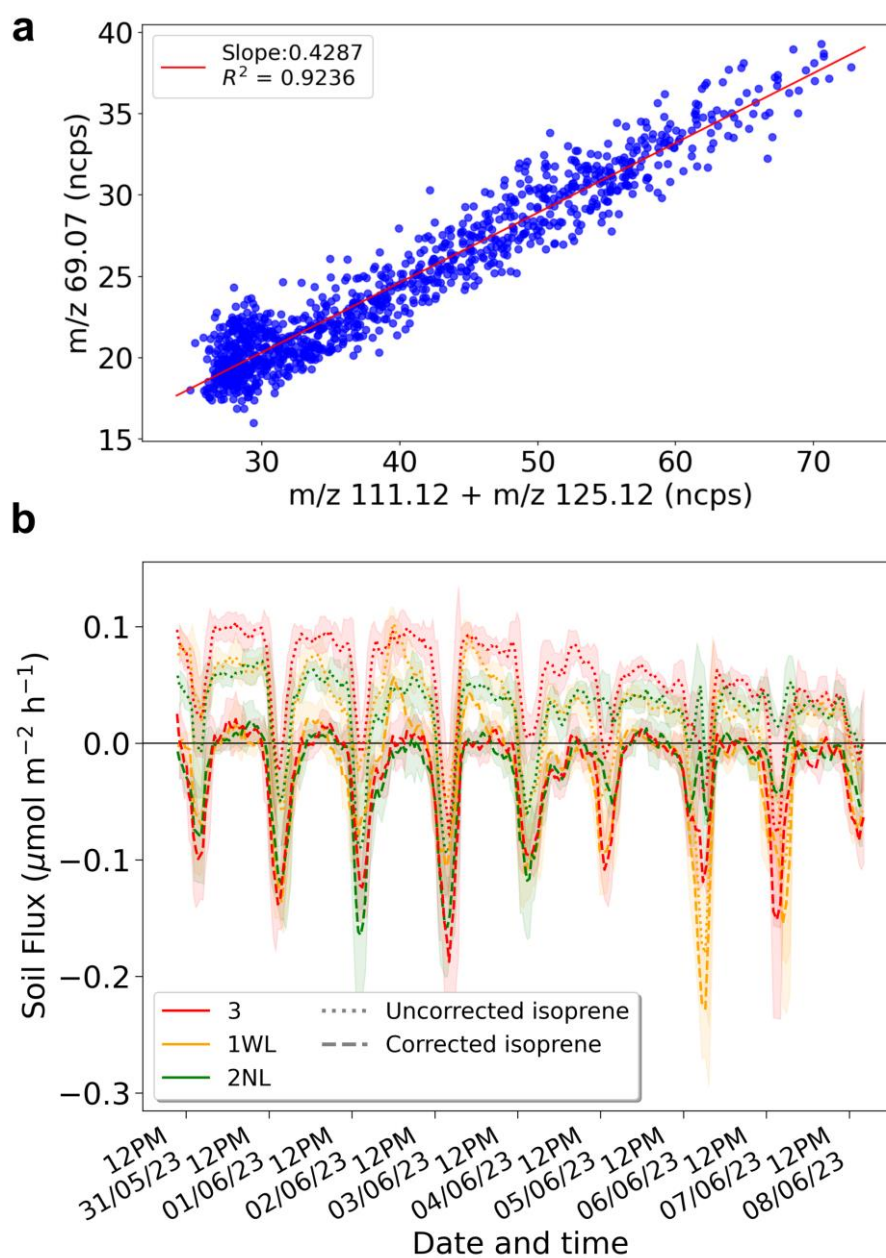 a
Slope:0.4287
R² = 0.9236
40
35
30
25
20
15
m/z 69.07 (ncps)
30 40 50 60 70
m/z 111.12 + m/z 125.12 (ncps)
b
0.1
0.0
−0.1
−0.2
−0.3
Soil Flux (μmol m⁻² h⁻¹)
3
1WL
2NL
Uncorrected isoprene
Corrected isoprene
12PM
31/05/23
12PM
01/06/23
12PM
02/06/23
12PM
03/06/23
12PM
04/06/23
12PM
05/06/23
12PM
06/06/23
12PM
07/06/23
12PM
08/06/23
Date and time